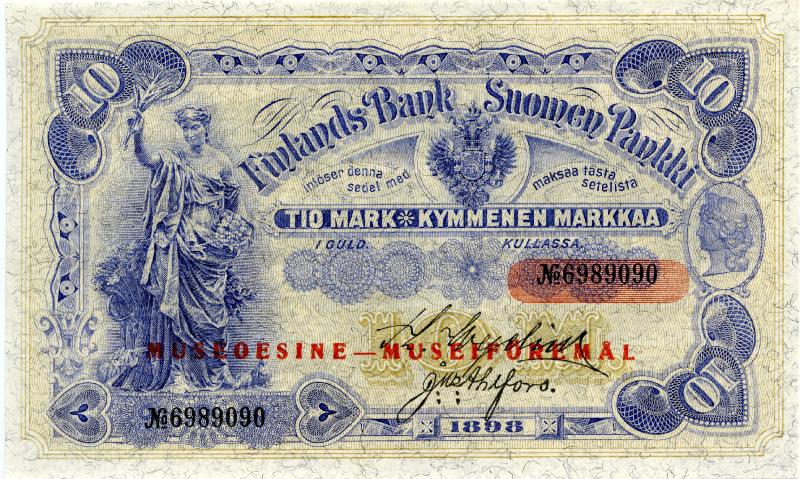 10
10
Finlands Bank Suomen Pankki
inlöser denna
sedel med
maksaa tästä
setelistä
TIO MARK KYMMENEN MARKKAA
I GULD. KULLASSA.
№6989090
10 M
MUSEOESINE—MUSEIFÖREMÅL
№6989090
1898
10